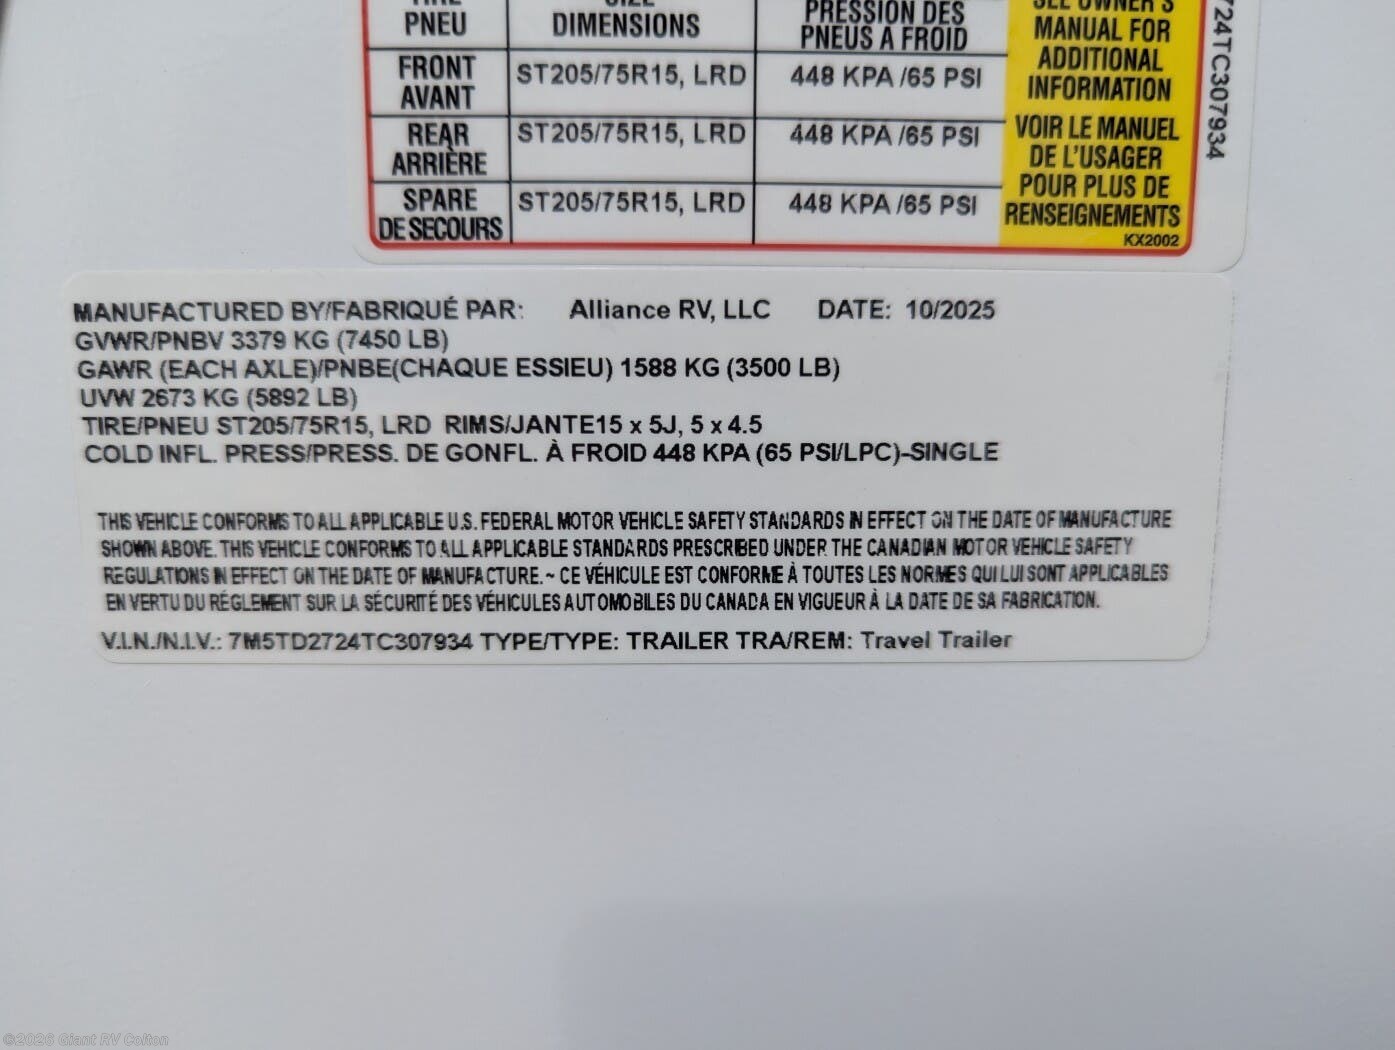 PNEU
DIMENSIONS
PRESSION DES
PNEUS A FROID
FRONT
AVANT
ST205/75R15, LRD
448 KPA /65 PSI
REAR
ARRIÈRE
ST205/75R15, LRD
448 KPA /65 PSI
SPARE
DE SECOURS
ST205/75R15, LRD
448 KPA /65 PSI
SEE OWNER'S
MANUAL FOR
ADDITIONAL
INFORMATION
VOIR LE MANUEL
DE L'USAGER
POUR PLUS DE
RENSEIGNEMENTS
KX2002
724TC307934
MANUFACTURED BY/FABRIQUÉ PAR: Alliance RV, LLC DATE: 10/2025
GVWR/PNBV 3379 KG (7450 LB)
GAWR (EACH AXLE)/PNBE(CHAQUE ESSIEU) 1588 KG (3500 LB)
UVW 2673 KG (5892 LB)
TIRE/PNEU ST205/75R15, LRD RIMS/JANTE15 x 5J, 5 x 4.5
COLD INFL. PRESS/PRESS. DE GONFL. À FROID 448 KPA (65 PSI/LPC)-SINGLE
THIS VEHICLE CONFORMS TO ALL APPLICABLE U.S. FEDERAL MOTOR VEHICLE SAFETY STANDARDS IN EFFECT ON THE DATE OF MANUFACTURE
SHOWN ABOVE. THIS VEHICLE CONFORMS TO ALL APPLICABLE STANDARDS PRESCRIBED UNDER THE CANADIAN MOTOR VEHICLE SAFETY
REGULATIONS IN EFFECT ON THE DATE OF MANUFACTURE.~ CE VÉHICULE EST CONFORME À TOUTES LES NORMES QUI LUI SONT APPLICABLES
EN VERTU DU RÉGLEMENT SUR LA SÉCURITÉ DES VÉHICULES AUTOMOBILES DU CANADA EN VIGUEUR À LA DATE DE SA FABRICATION.
V.I.N./N.I.V.: 7M5TD2724TC307934 TYPE/TYPE: TRAILER TRA/REM: Travel Trailer
©2026 Giant RV Colton